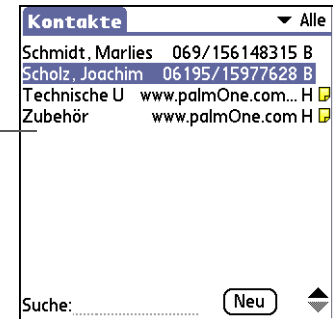 Kontakte Alle
Schmidt, Marlies 069/156148315 B
Scholz, Joachim 06195/15977628 B
Technische U www.palmOne.com... H
Zubehör www.palmOne.com H
Suche: Neu